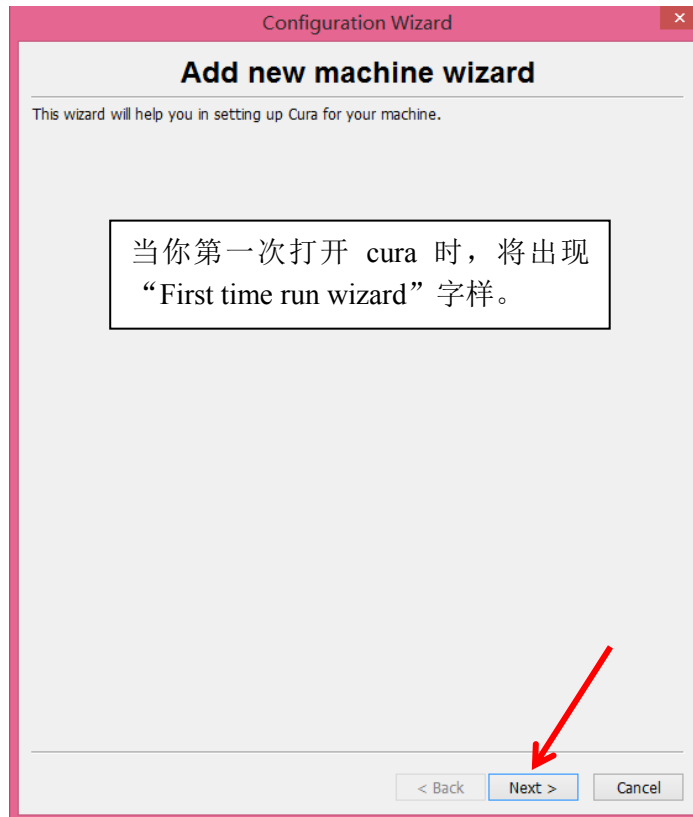 Configuration Wizard
×
Add new machine wizard
This wizard will help you in setting up Cura for your machine.
当你第一次打开 cura 时，将出现
“First time run wizard”字样。
< Back Next > Cancel